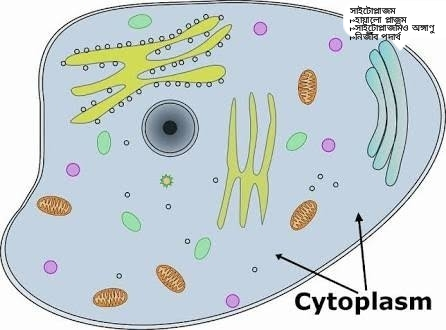 সাইটোপ্লাজম
↦হায়ালো প্লাজম
↦সাইটোপ্লাজমিও অঙ্গাণু
↦নির্জীব পদার্থ
Cytoplasm